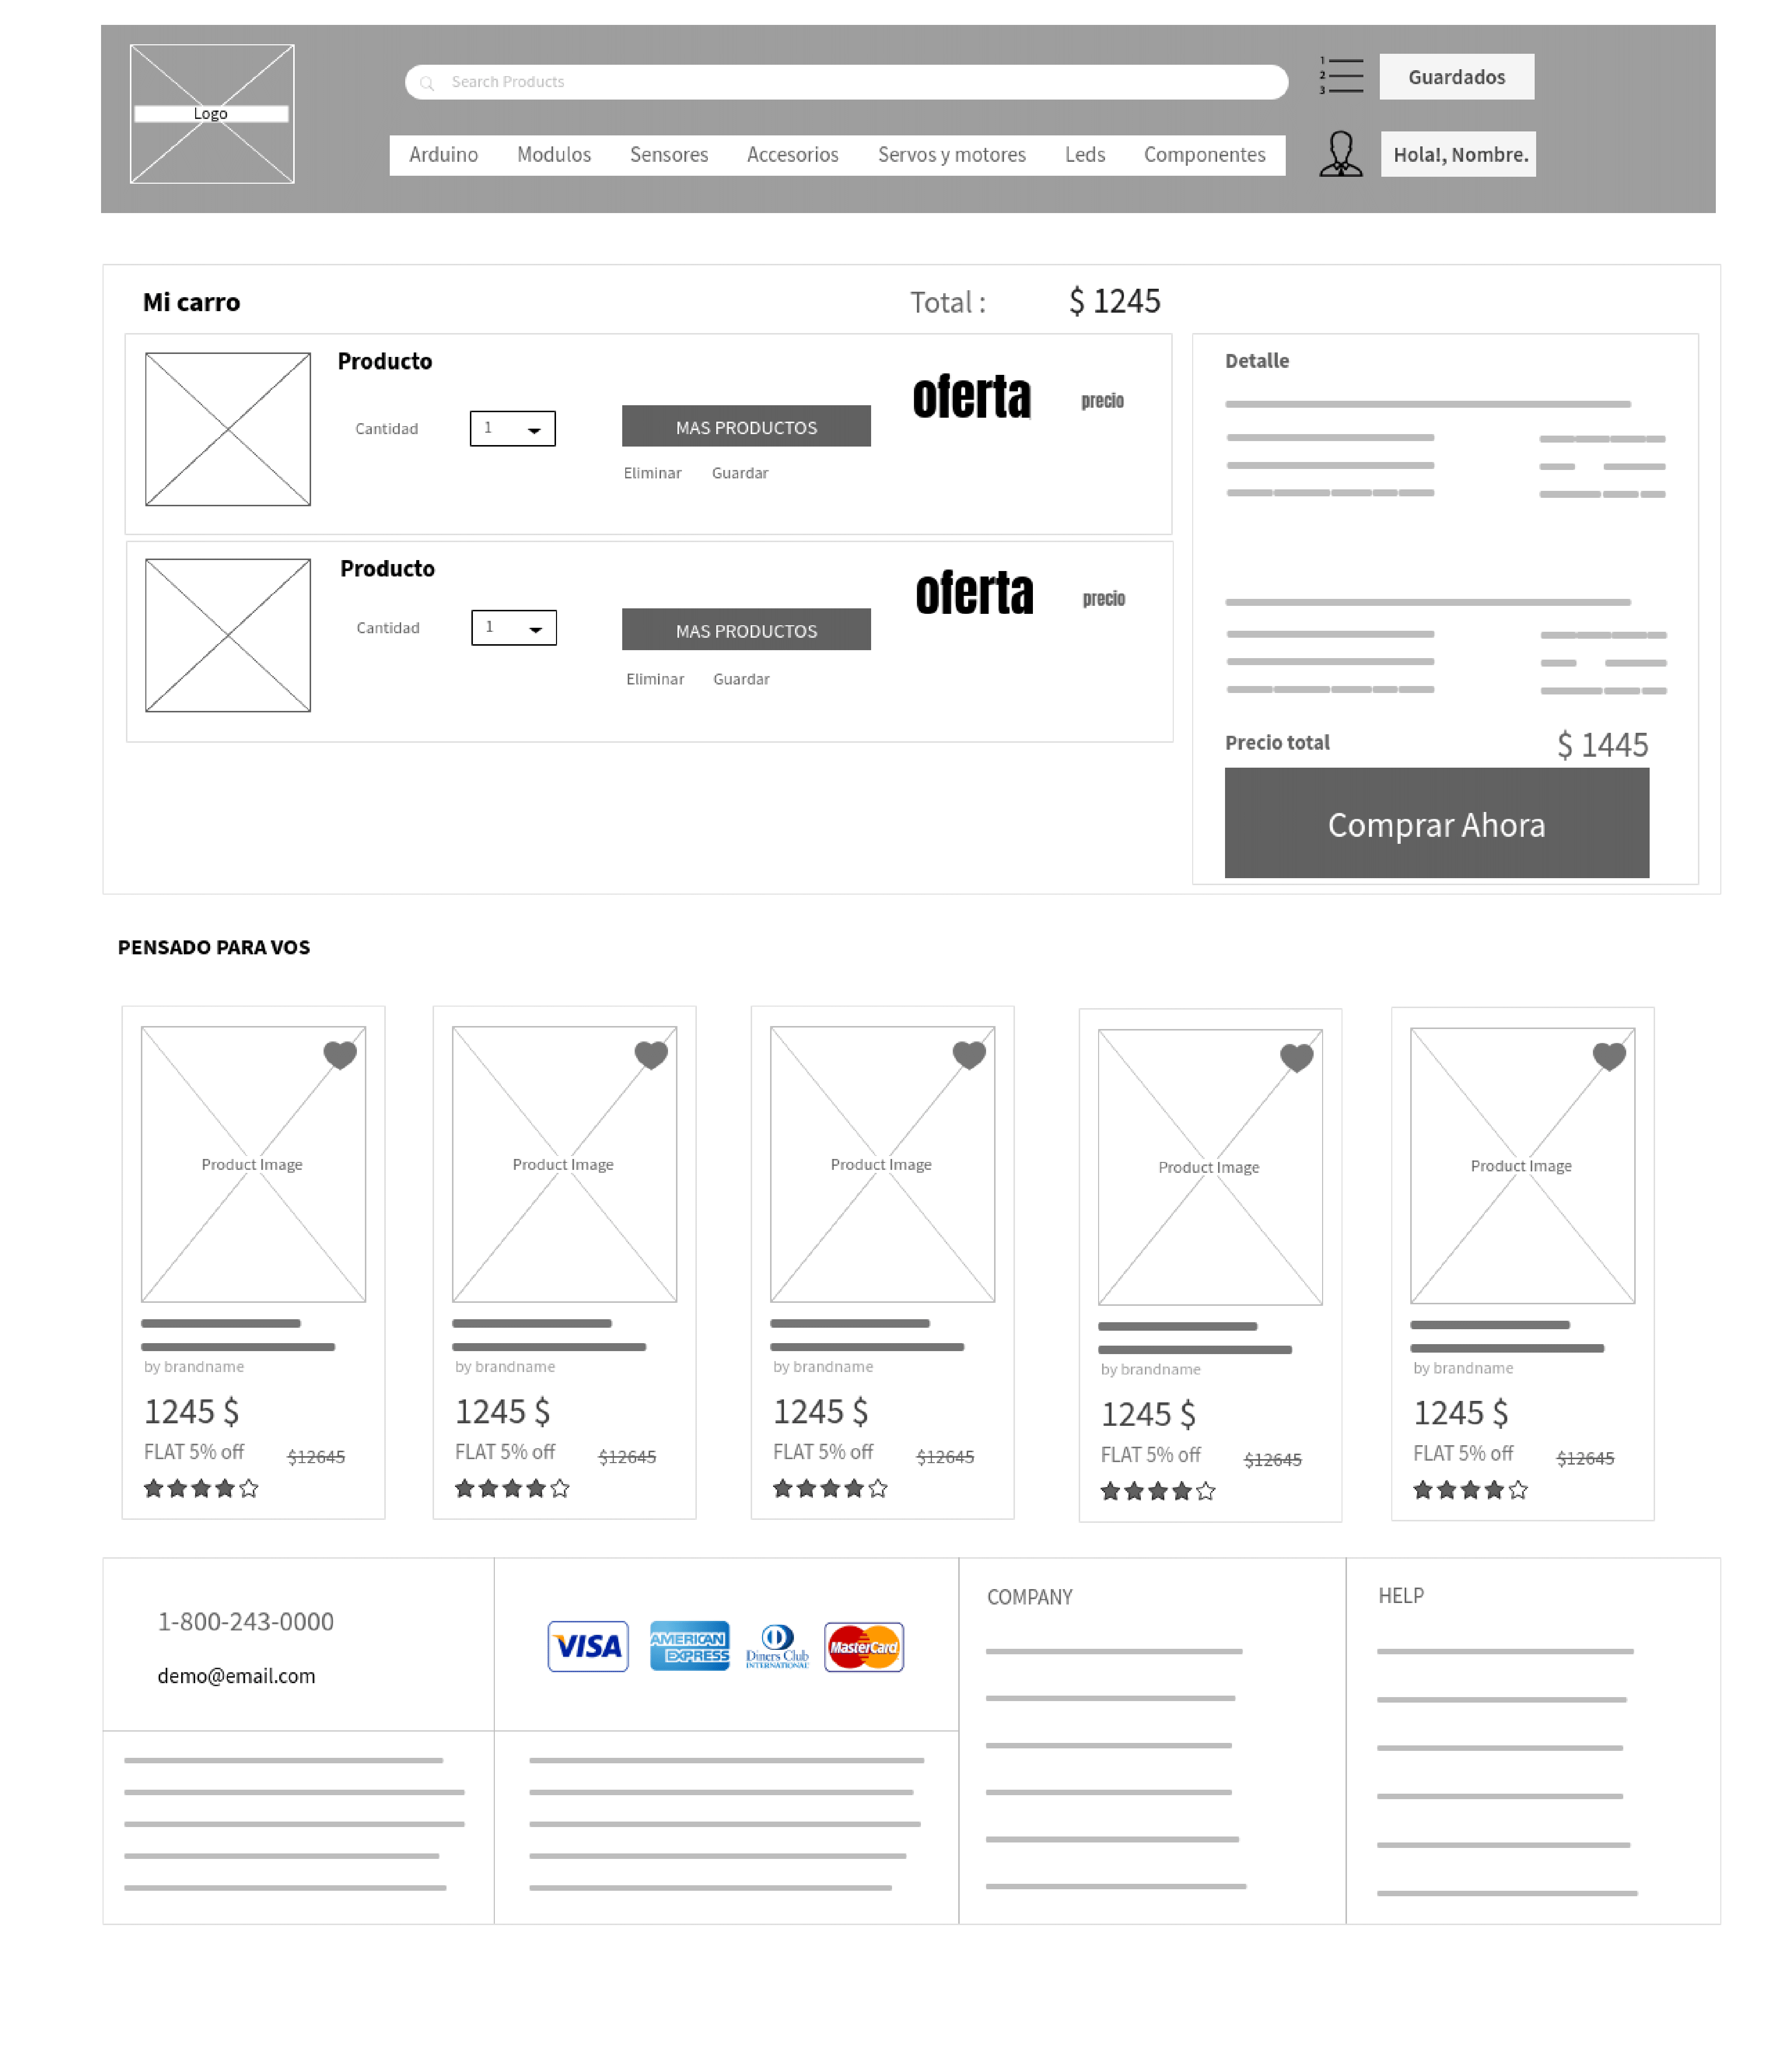 Logo
Search Products
1
2
3
Guardados
Arduino Modulos Sensores Accesorios Servos y motores Leds Componentes
Hola!, Nombre.
Mi carro
Total : $ 1245
Producto
Cantidad 1
MAS PRODUCTOS
Eliminar Guardar
oferta precio
Producto
Cantidad 1
MAS PRODUCTOS
Eliminar Guardar
oferta precio
Detalle
Precio total $ 1445
Comprar Ahora
PENSADO PARA VOS
Product Image
by brandname
1245 $
FLAT 5% off $12645
Product Image
by brandname
1245 $
FLAT 5% off $12645
Product Image
by brandname
1245 $
FLAT 5% off $12645
Product Image
by brandname
1245 $
FLAT 5% off $12645
Product Image
by brandname
1245 $
FLAT 5% off $12645
1-800-243-0000
demo@email.com
VISA
AMERICAN
EXPRESS
Diners Club
INTERNATIONAL
MasterCard
COMPANY
HELP